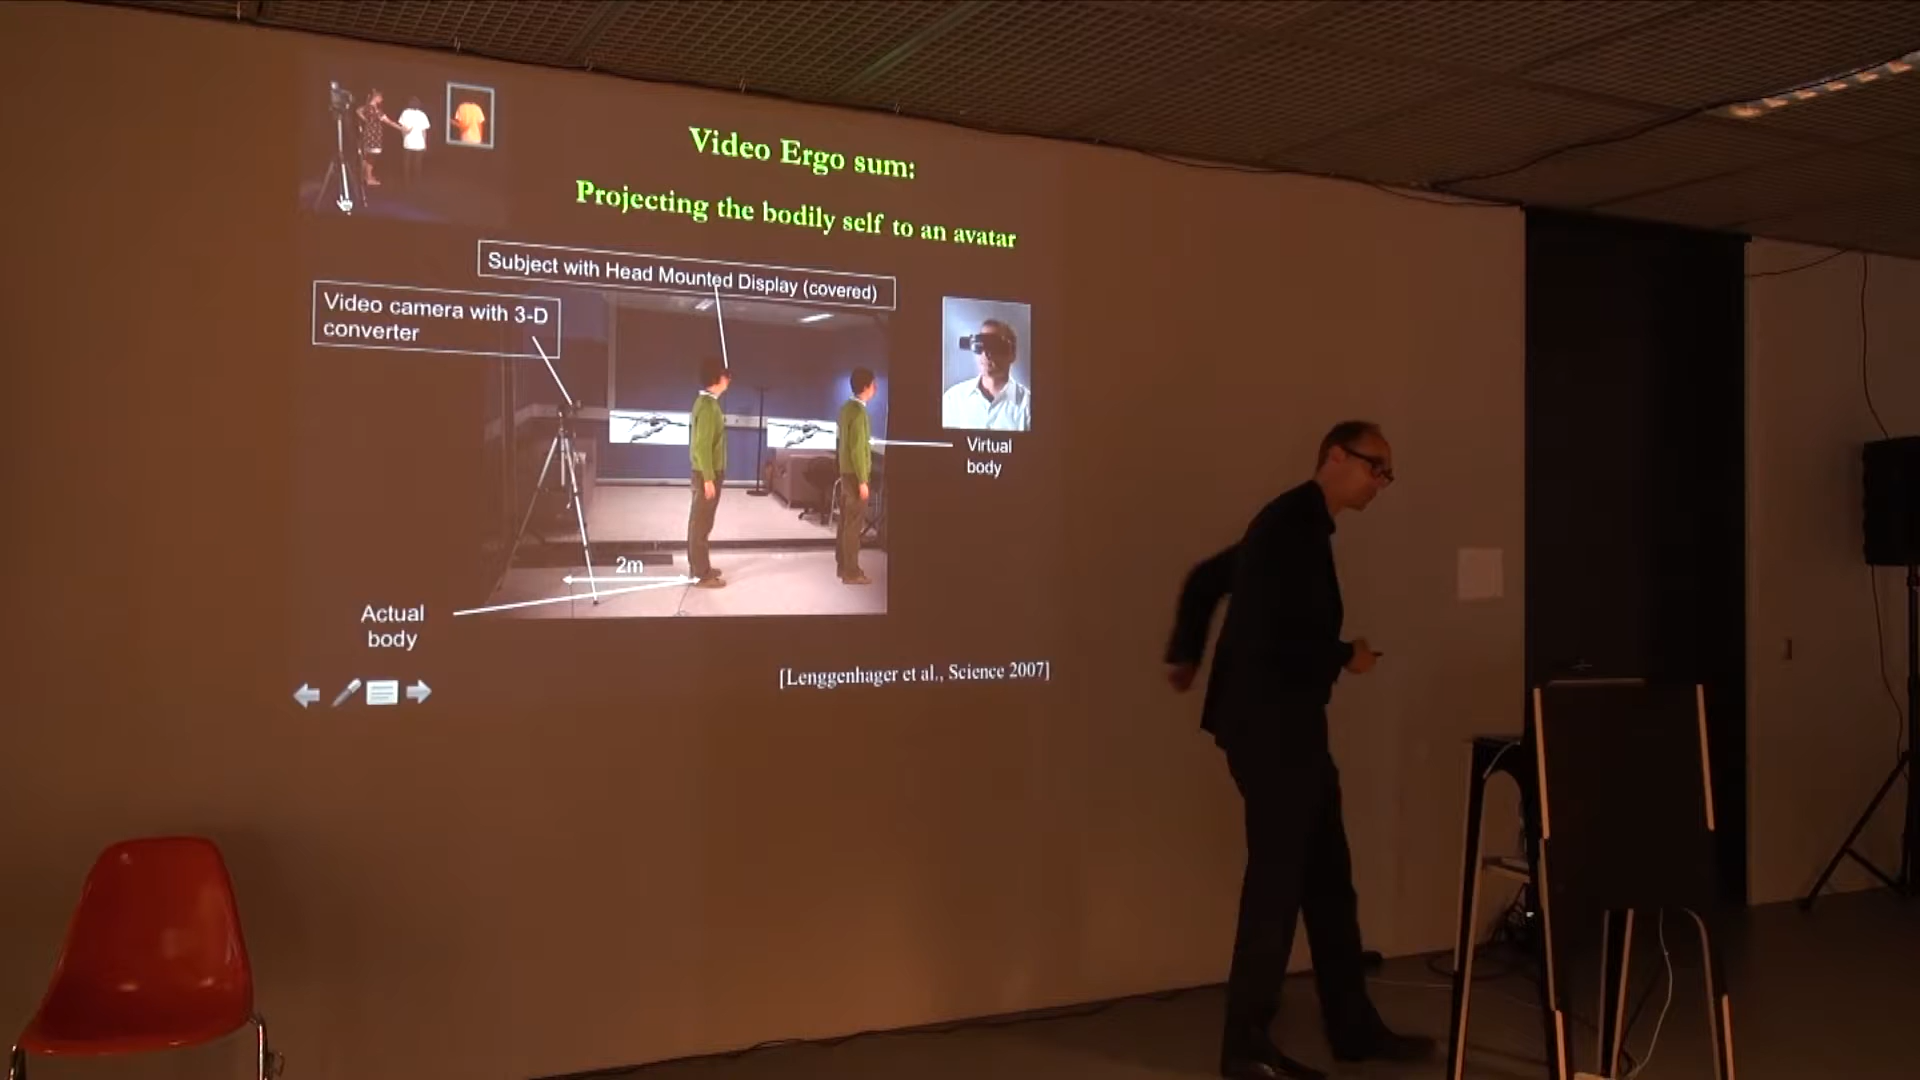 Video Ergo sum:
Projecting the bodily self to an avatar
Subject with Head Mounted Display (covered)
Video camera with 3-D
converter
Virtual
body
2m
Actual
body
[Lenggenhager et al., Science 2007]